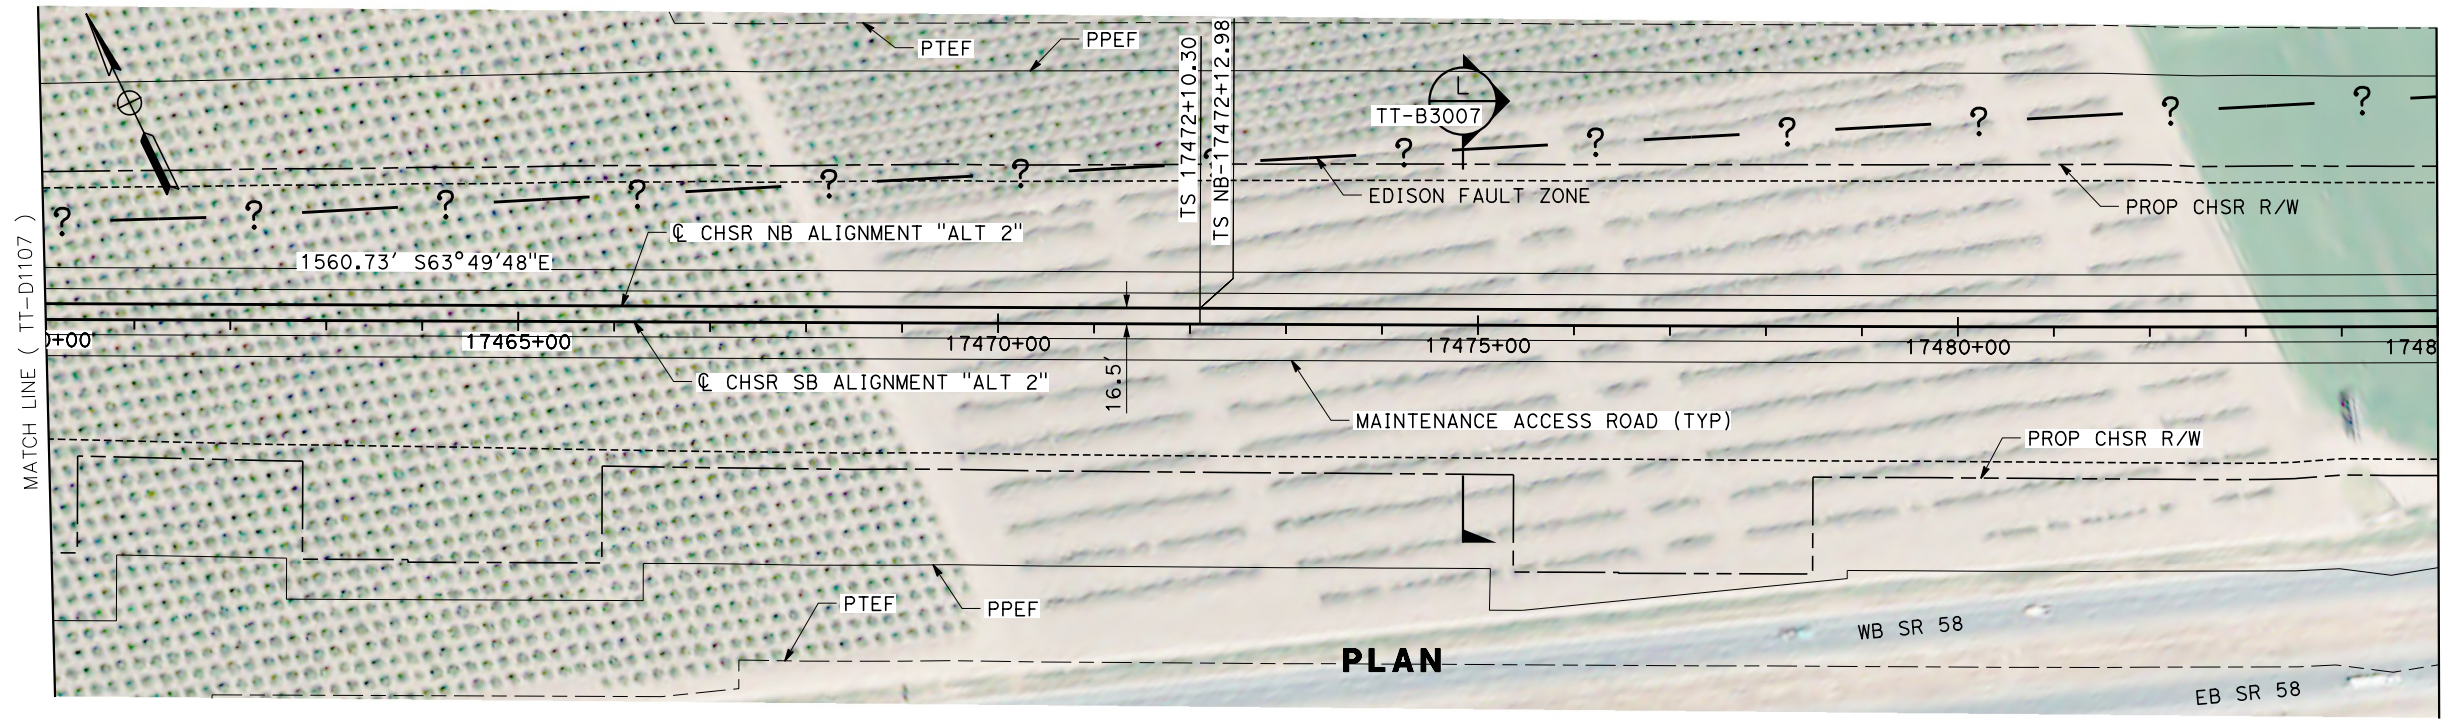 PTEF
PPEF
TS 17472+10.30
TS NB-17472+12.98
L
TT-B3007
? ? ? ? ? ? ? ? ? ? ? ? ?
EDISON FAULT ZONE
PROP CHSR R/W
MATCH LINE ( TT-D1107 )
℄ CHSR NB ALIGNMENT "ALT 2"
1560.73' S63°49'48"E
0+00
17465+00
17470+00
17475+00
17480+00
1748
℄ CHSR SB ALIGNMENT "ALT 2"
16.5'
MAINTENANCE ACCESS ROAD (TYP)
PROP CHSR R/W
PTEF
PPEF
WB SR 58
PLAN
EB SR 58